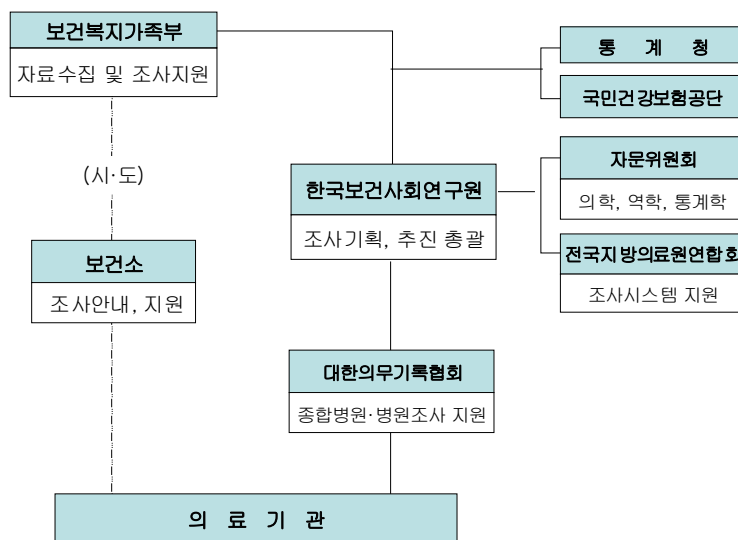 보건복지가족부
자료수집 및 조사지원
통 계 청
국민건강보험공단
(시·도)
한국보건사회연구원
조사기획, 추진 총괄
자문위원회
의학, 역학, 통계학
보건소
조사안내, 지원
전국지방의료원연합회
조사시스템 지원
대한의무기록협회
종합병원·병원조사 지원
의 료 기 관